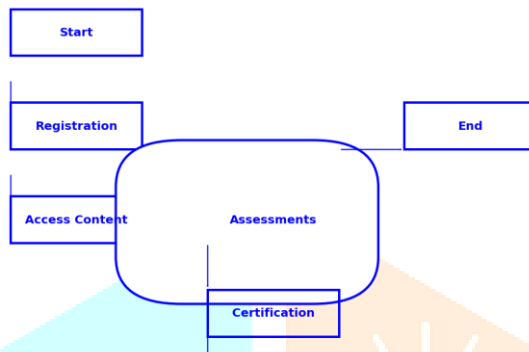 Start
Registration
End
Access Content
Assessments
Certification